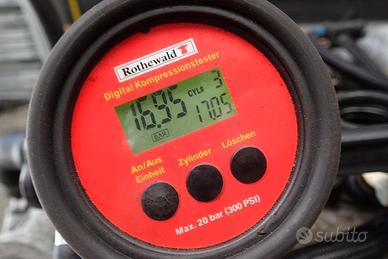 Rothewald
Digital Kompressionstester
CYL% 3
16.95
17.05
BAR
An/Aus
Einheit
Zylinder
Löschen
Max. 20 bar (300 PSI)
subito